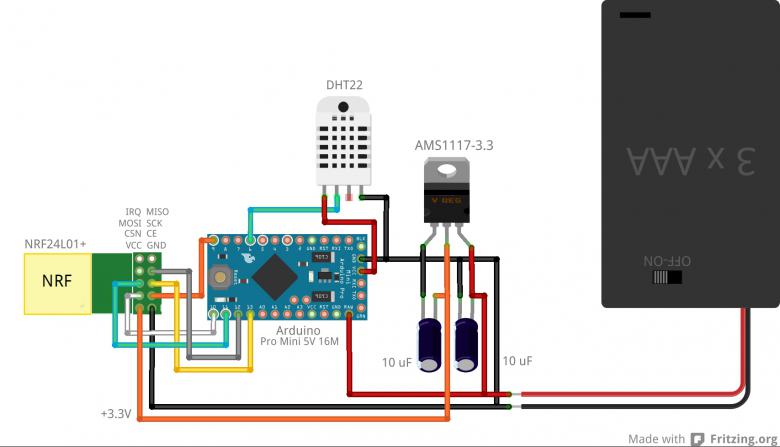 DHT22
AMS1117-3.3
3 x AAA
OFF-ON
IRQ MISO
MOSI SCK
CSN CE
VCC GND
NRF24L01+
NRF
V REG
Arduino
Pro Mini 5V 16M
10 uF
10 uF
+3.3V
Made with Fritzing.org